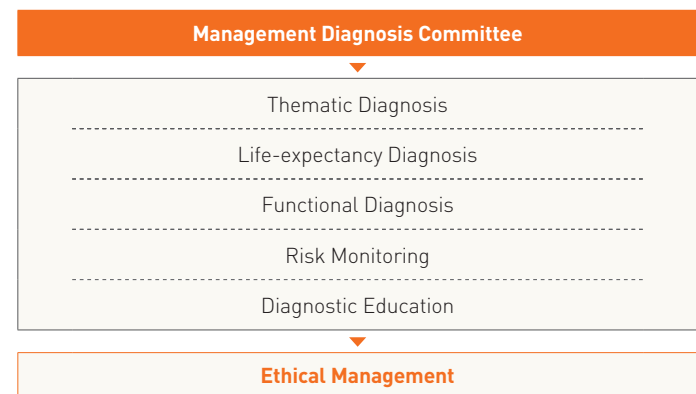 Management Diagnosis Committee
Thematic Diagnosis
Life-expectancy Diagnosis
Functional Diagnosis
Risk Monitoring
Diagnostic Education
Ethical Management